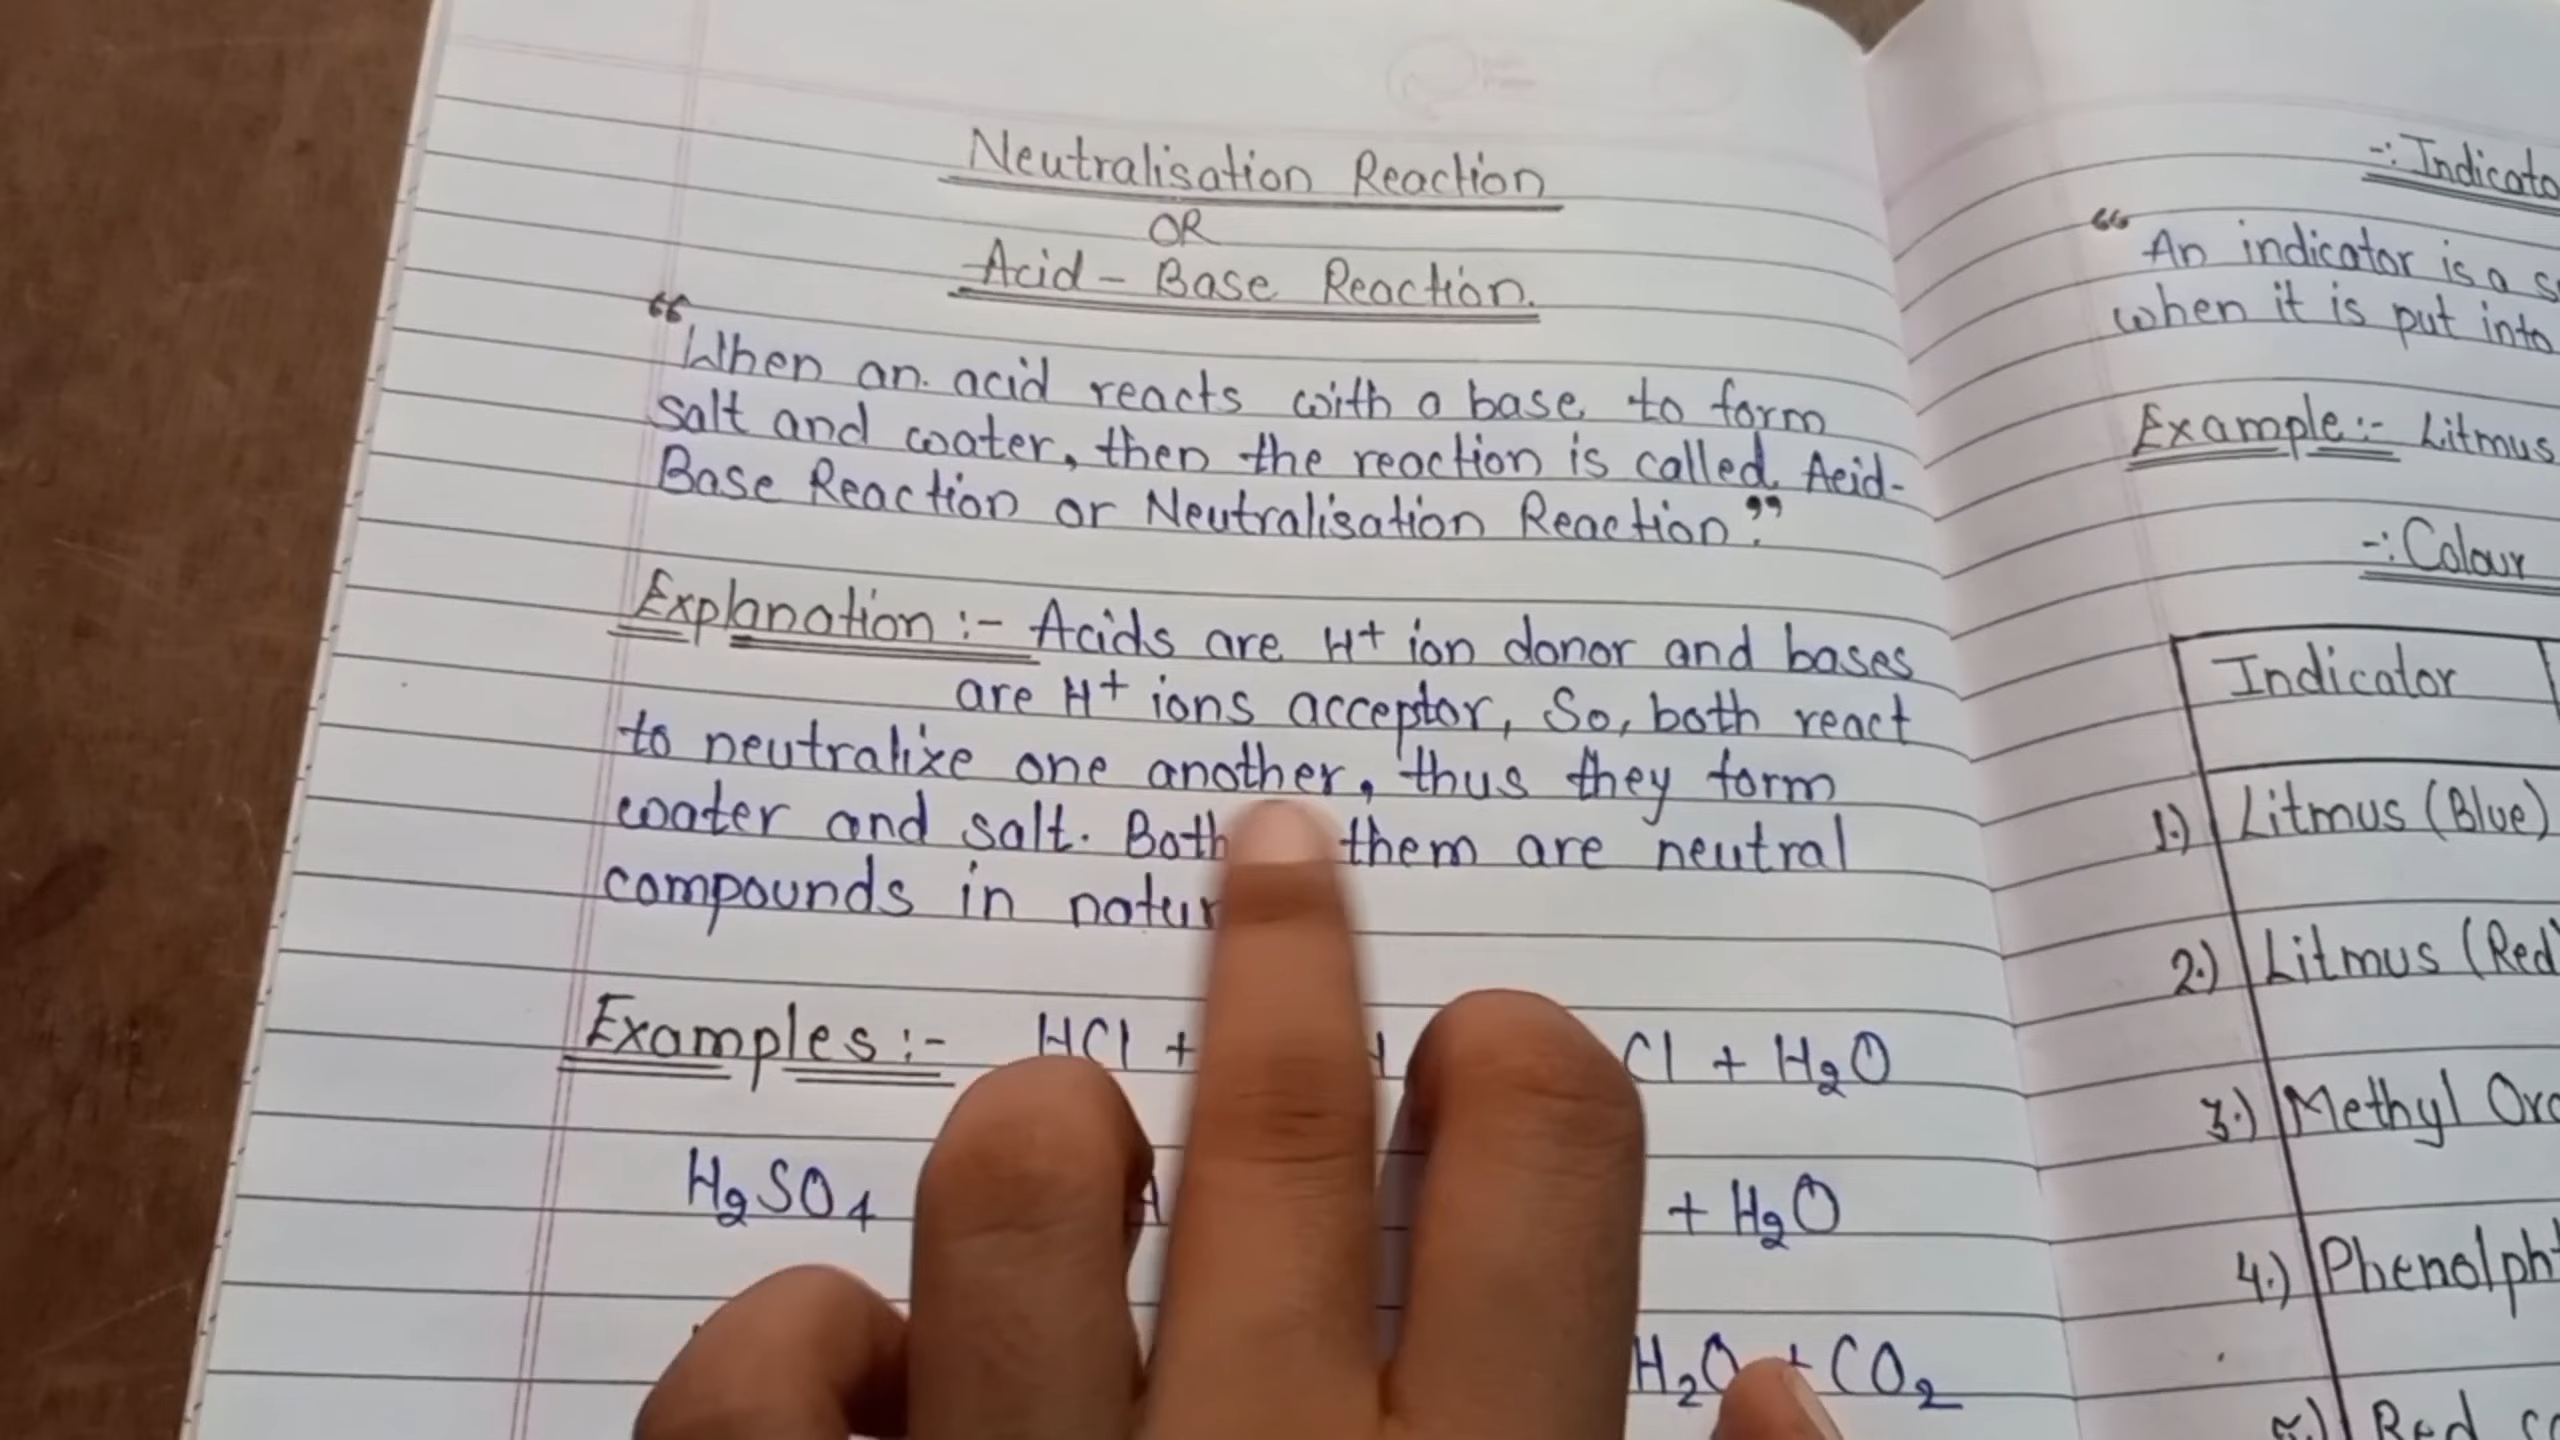 Neutralisation Reaction
OR
Acid - Base Reaction.
“When an acid reacts with a base to form
salt and water, then the reaction is called Acid-
Base Reaction or Neutralisation Reaction.”
Explanation :- Acids are H+ ion donor and bases
are H+ ions acceptor, So, both react
to neutralize one another, thus they form
water and salt. Both them are neutral
compounds in
Examples :- HCl + Cl + H₂O
H₂SO₄ + H₂O
H₂O + CO₂
-:
“An indicator is a
when it is put into
Example :- Litmus
-: Colour
Indicator
1.) Litmus (Blue)
2.) Litmus (Red)
3.) Methyl
4.)
Red